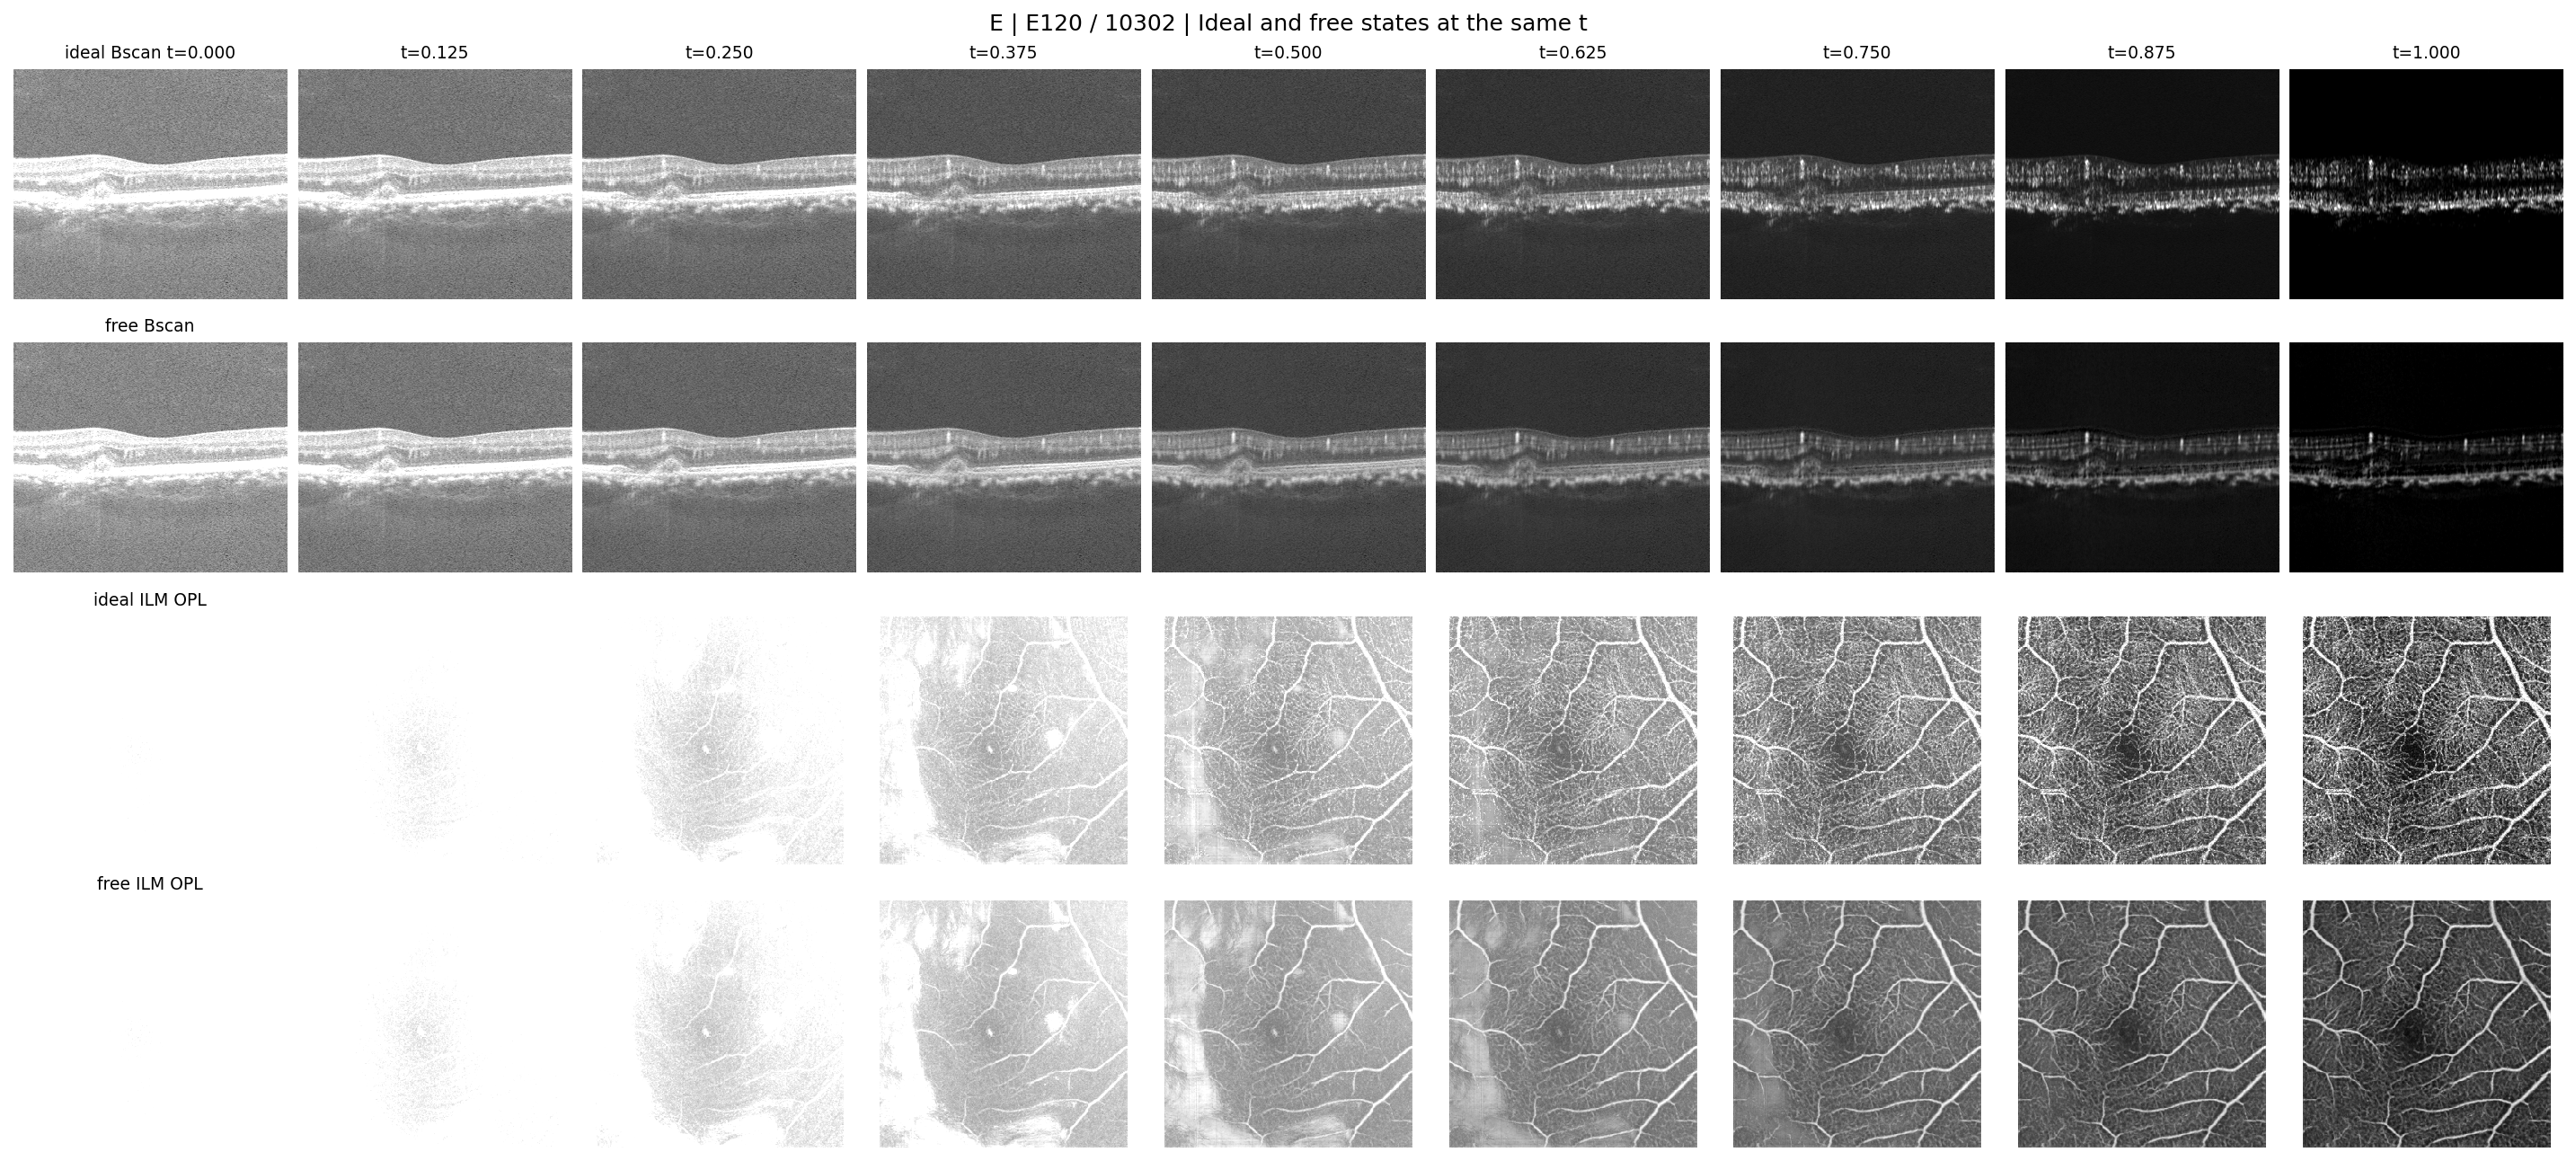 E | E120 / 10302 | Ideal and free states at the same t
ideal Bscan t=0.000 t=0.125 t=0.250 t=0.375 t=0.500 t=0.625 t=0.750 t=0.875 t=1.000
free Bscan
ideal ILM OPL
free ILM OPL